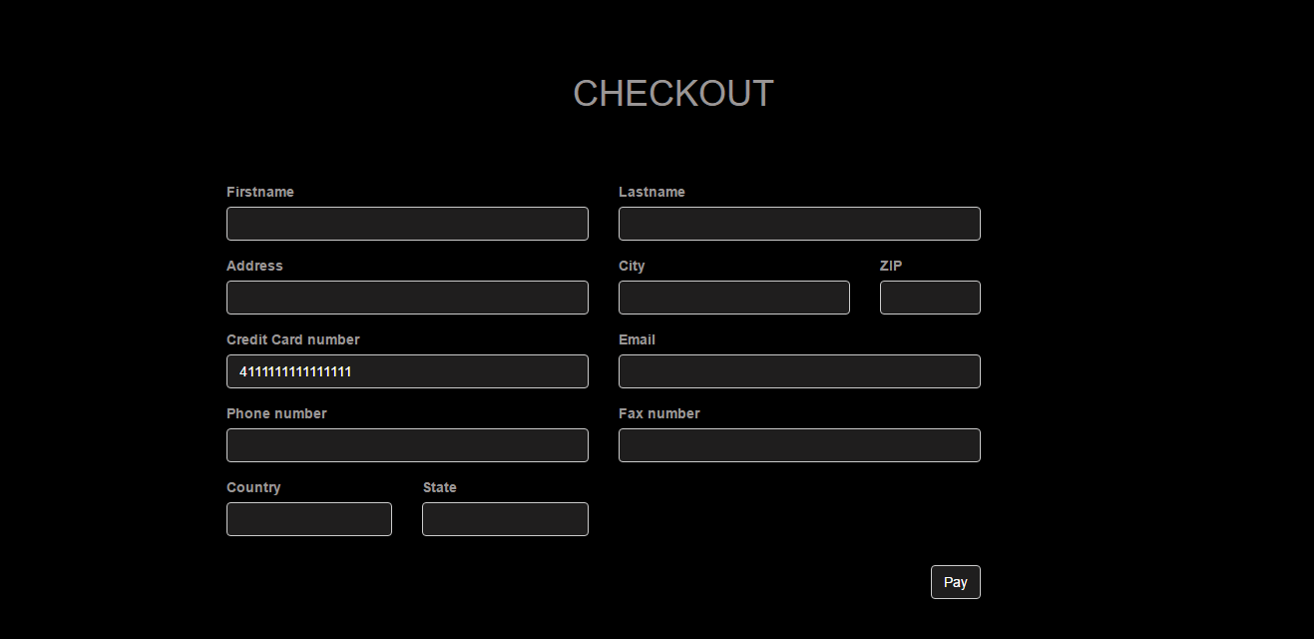 CHECKOUT
Firstname
Lastname
Address
City
ZIP
Credit Card number
4111111111111111
Email
Phone number
Fax number
Country
State
Pay